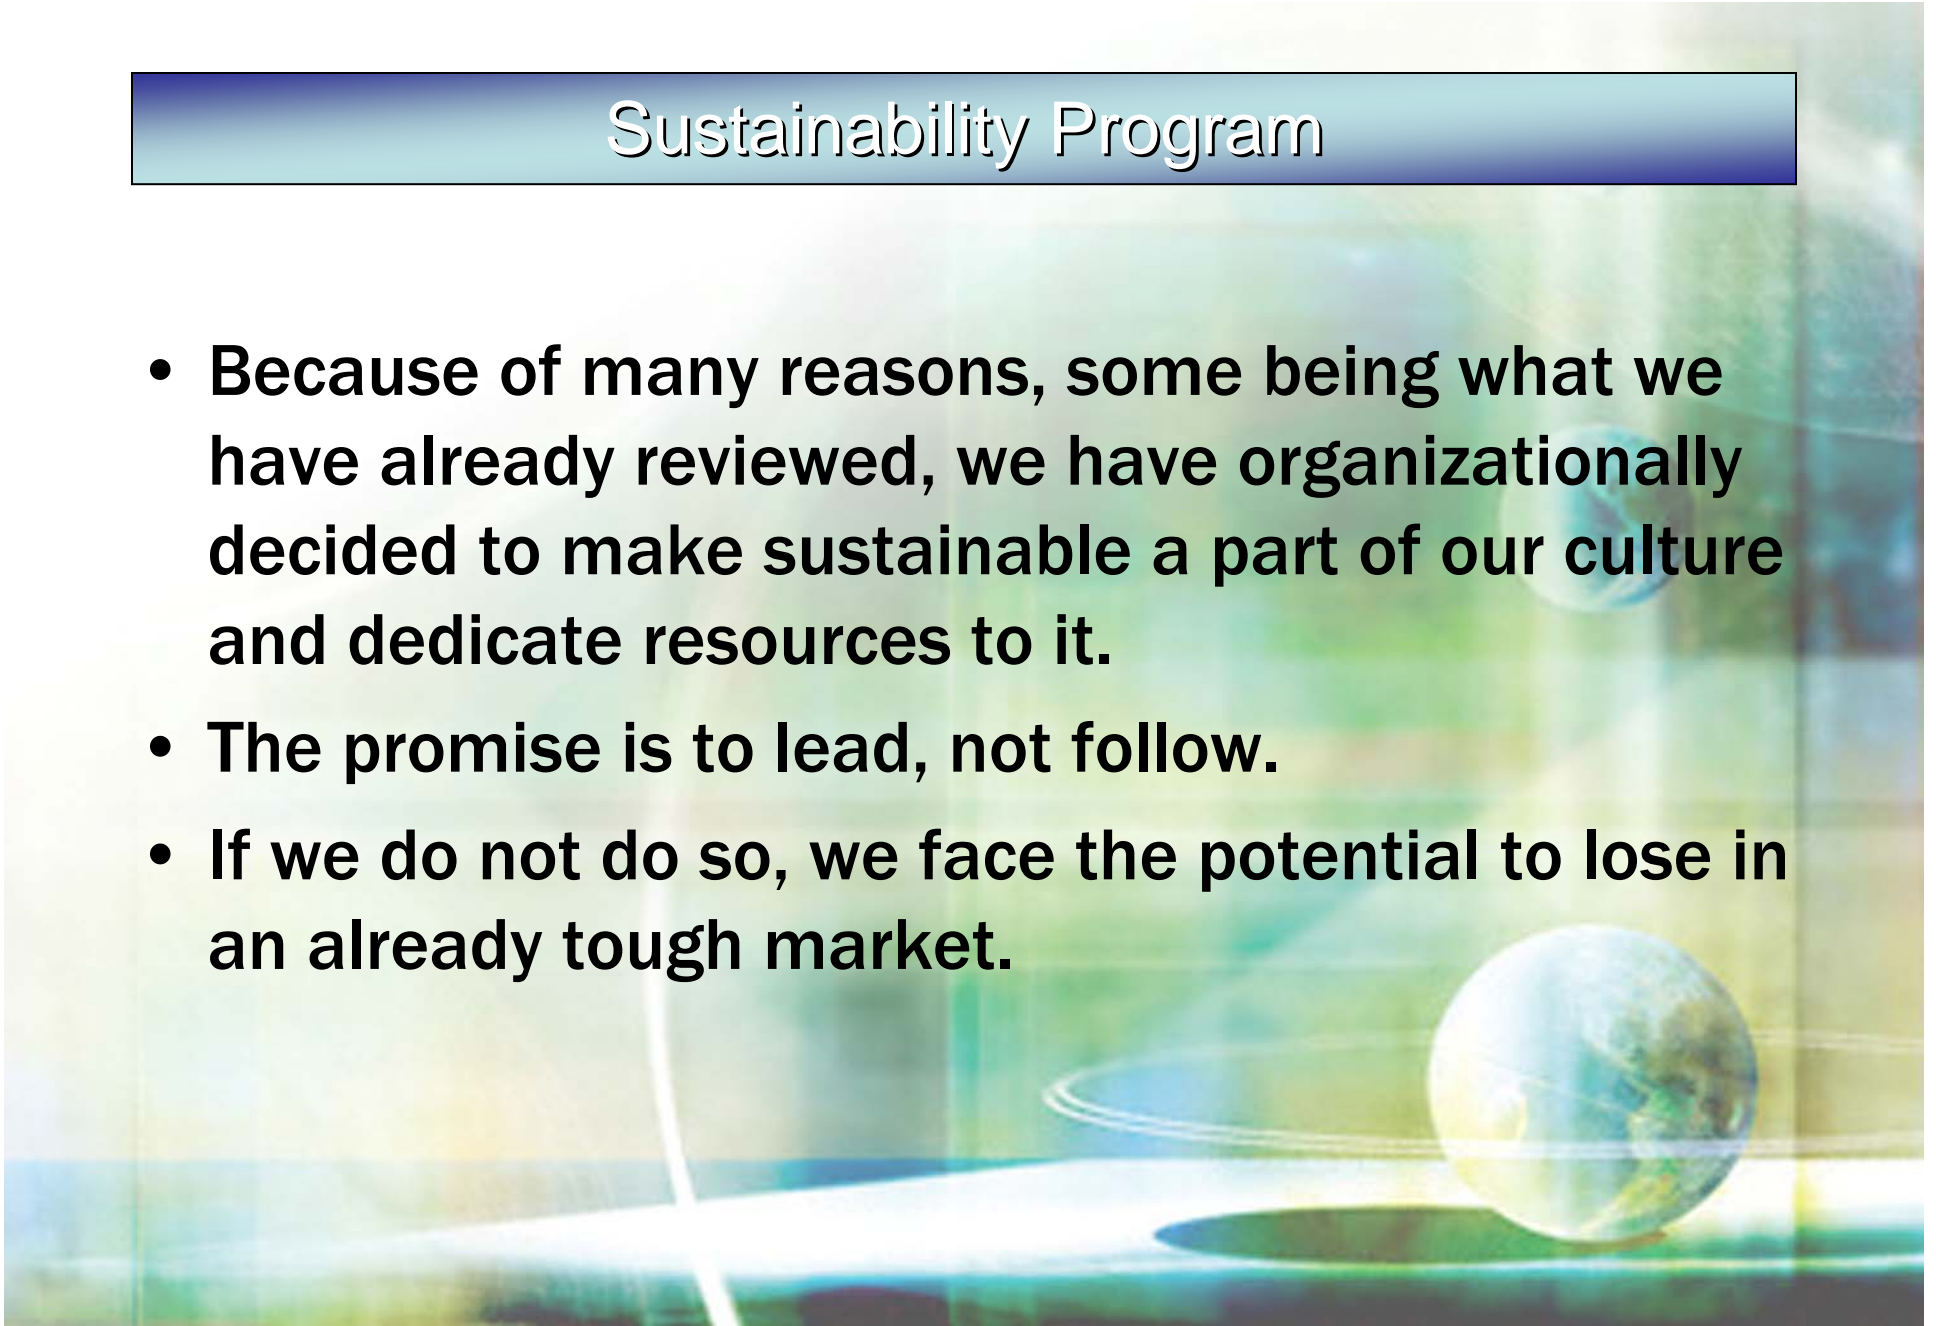 Sustainability Program
• Because of many reasons, some being what we
have already reviewed, we have organizationally
decided to make sustainable a part of our culture
and dedicate resources to it.
• The promise is to lead, not follow.
• If we do not do so, we face the potential to lose in
an already tough market.